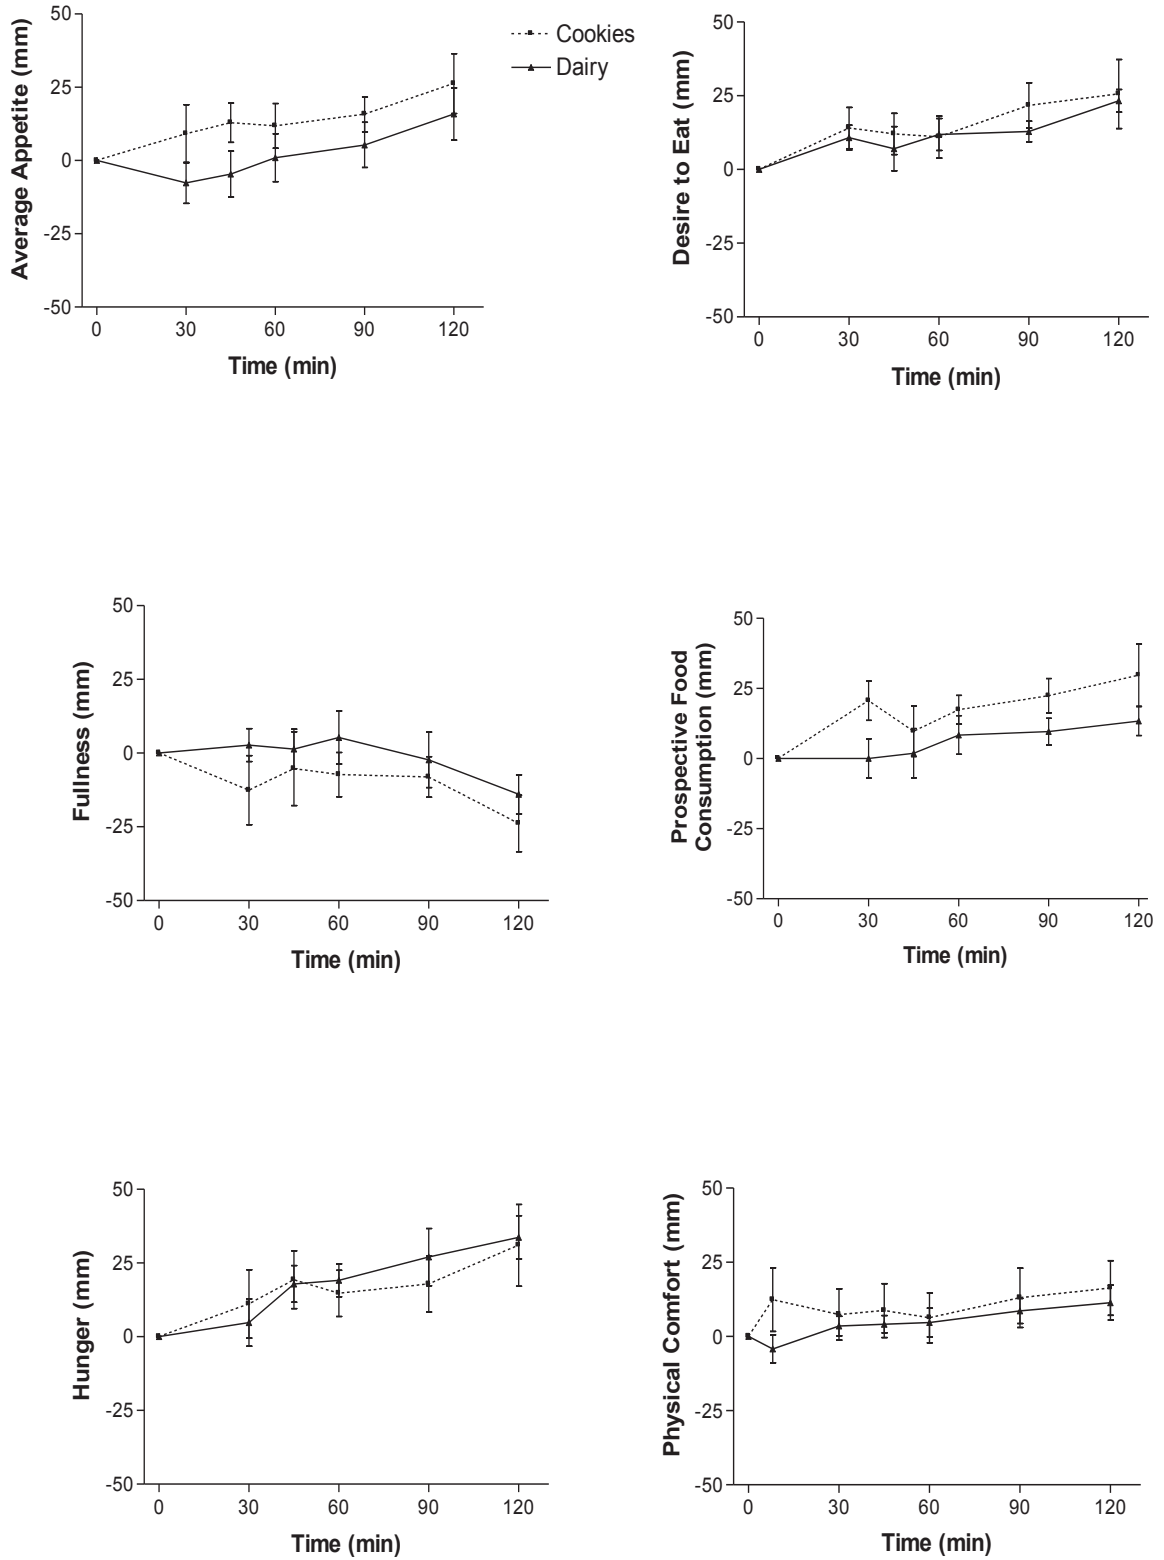 50
25
0
-25
-50
Average Appetite (mm)
0 30 60 90 120
Time (min)
Cookies
Dairy
50
25
0
-25
-50
Desire to Eat (mm)
0 30 60 90 120
Time (min)
50
25
0
-25
-50
Fullness (mm)
0 30 60 90 120
Time (min)
50
25
0
-25
-50
Prospective Food
Consumption (mm)
0 30 60 90 120
Time (min)
50
25
0
-25
-50
Hunger (mm)
0 30 60 90 120
Time (min)
50
25
0
-25
-50
Physical Comfort (mm)
0 30 60 90 120
Time (min)